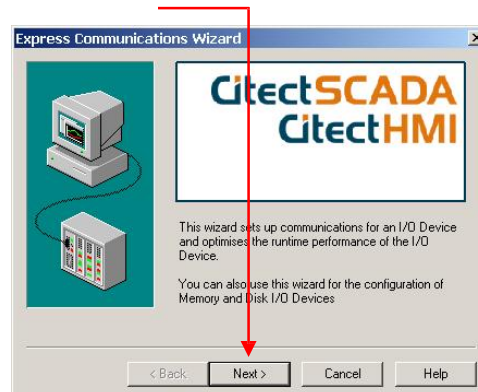 Express Communications Wizard
CitectSCADA
CitectHMI
This wizard sets up communications for an I/O Device
and optimises the runtime performance of the I/O
Device.
You can also use this wizard for the configuration of
Memory and Disk I/O Devices
< Back Next > Cancel Help